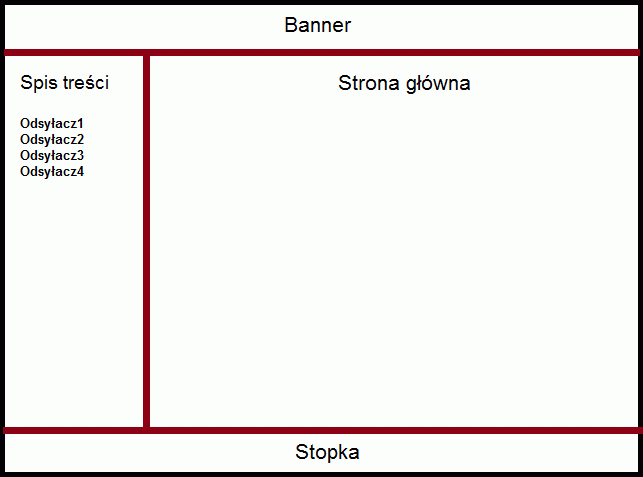 Banner
Spis treści
Odsyłacz1
Odsyłacz2
Odsyłacz3
Odsyłacz4
Strona główna
Stopka